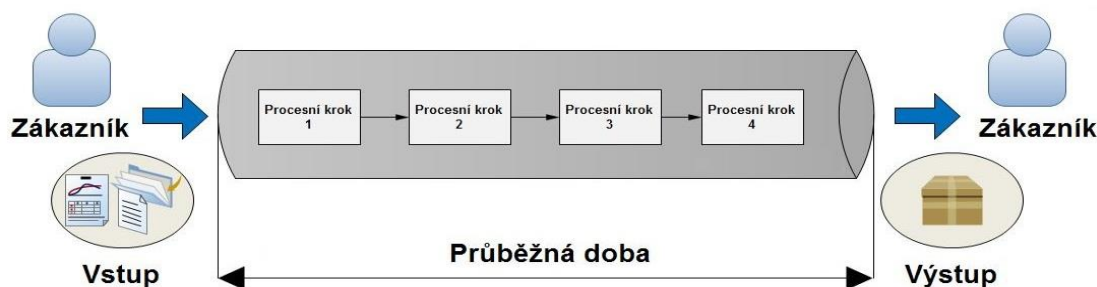 Zákazník
Procesní krok
1
Procesní krok
2
Procesní krok
3
Procesní krok
4
Zákazník
Vstup
Průběžná doba
Výstup